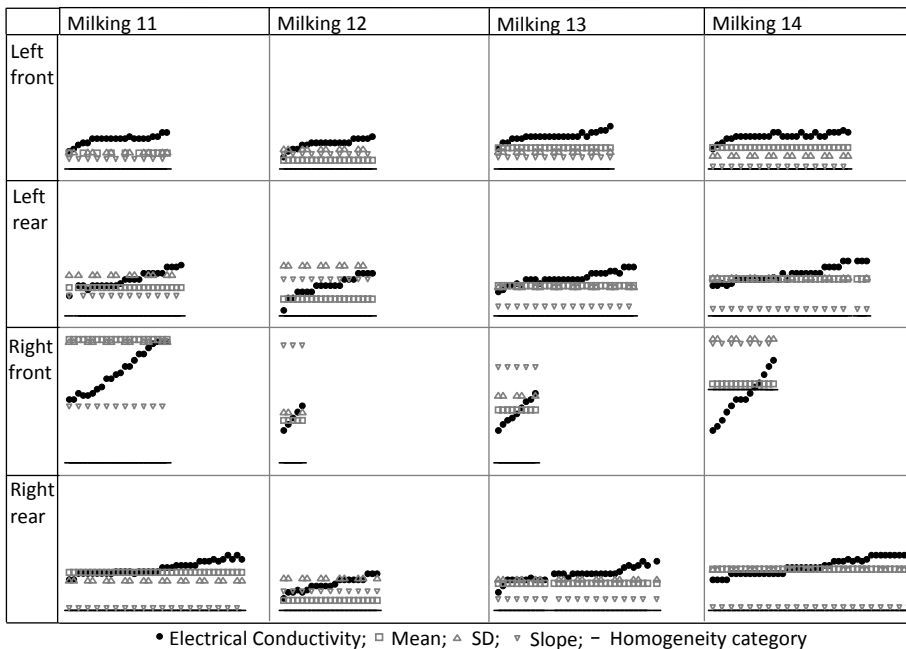 Milking 11 Milking 12 Milking 13 Milking 14
Left
front
Left
rear
Right
front
Right
rear
• Electrical Conductivity; □ Mean; △ SD; ▽ Slope; − Homogeneity category